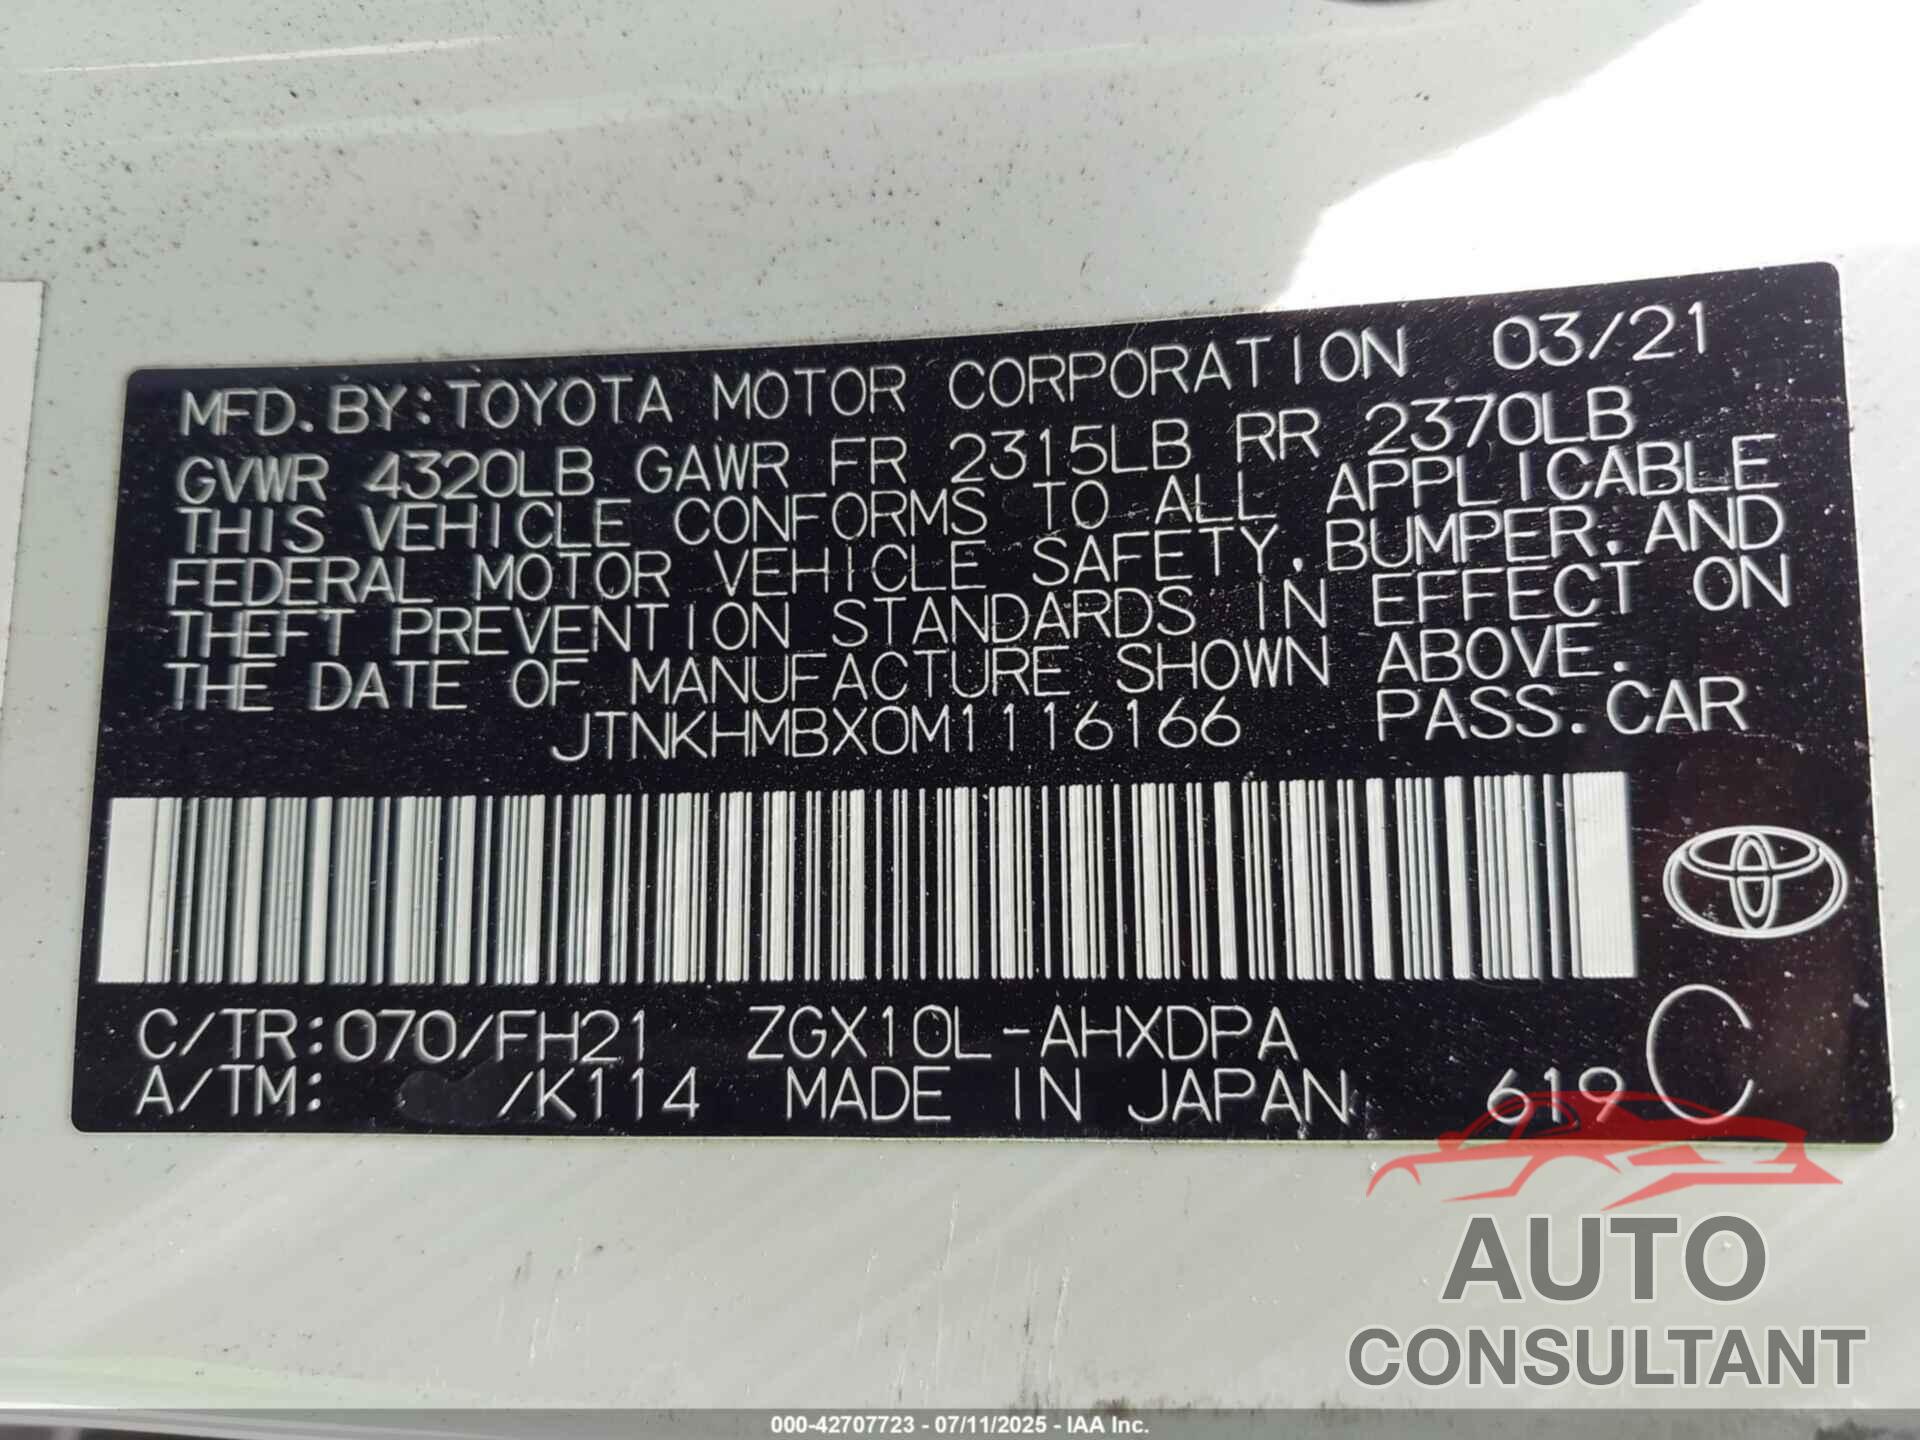 MFD. BY: TOYOTA MOTOR CORPORATION 03/21
GVWR 4320LB GAWR FR 2315LB RR 2370LB
THIS VEHICLE CONFORMS TO ALL APPLICABLE
FEDERAL MOTOR VEHICLE SAFETY, BUMPER, AND
THEFT PREVENTION STANDARDS IN EFFECT ON
THE DATE OF MANUFACTURE SHOWN ABOVE.
JTNKHMBX0M1116166 PASS. CAR
C/TR: 070/FH21 ZGX10L-AHXDPA C
A/TM: /K114 MADE IN JAPAN 619
AUTO
CONSULTANT
000-42707723 - 07/11/2025 - IAA Inc.